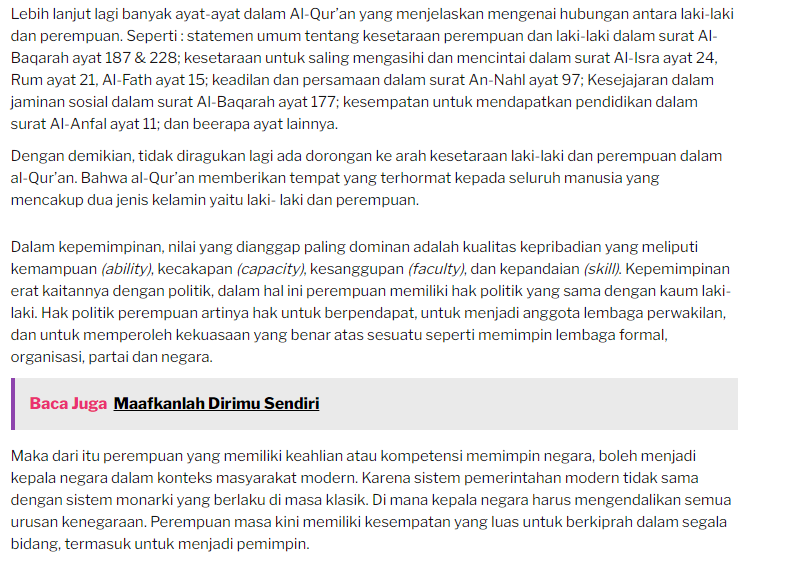 Lebih lanjut lagi banyak ayat-ayat dalam Al-Qur’an yang menjelaskan mengenai hubungan antara laki-laki
dan perempuan. Seperti : statemen umum tentang kesetaraan perempuan dan laki-laki dalam surat Al-
Baqarah ayat 187 & 228; kesetaraan untuk saling mengasihi dan mencintai dalam surat Al-Isra ayat 24,
Rum ayat 21, Al-Fath ayat 15; keadilan dan persamaan dalam surat An-Nahl ayat 97; Kesejajaran dalam
jaminan sosial dalam surat Al-Baqarah ayat 177; kesempatan untuk mendapatkan pendidikan dalam
surat Al-Anfal ayat 11; dan beerapa ayat lainnya.
Dengan demikian, tidak diragukan lagi ada dorongan ke arah kesetaraan laki-laki dan perempuan dalam
al-Qur’an. Bahwa al-Qur’an memberikan tempat yang terhormat kepada seluruh manusia yang
mencakup dua jenis kelamin yaitu laki- laki dan perempuan.
Dalam kepemimpinan, nilai yang dianggap paling dominan adalah kualitas kepribadian yang meliputi
kemampuan (ability), kecakapan (capacity), kesanggupan (faculty), dan kepandaian (skill). Kepemimpinan
erat kaitannya dengan politik, dalam hal ini perempuan memiliki hak politik yang sama dengan kaum laki-
laki. Hak politik perempuan artinya hak untuk berpendapat, untuk menjadi anggota lembaga perwakilan,
dan untuk memperoleh kekuasaan yang benar atas sesuatu seperti memimpin lembaga formal,
organisasi, partai dan negara.
Baca Juga Maafkanlah Dirimu Sendiri
Maka dari itu perempuan yang memiliki keahlian atau kompetensi memimpin negara, boleh menjadi
kepala negara dalam konteks masyarakat modern. Karena sistem pemerintahan modern tidak sama
dengan sistem monarki yang berlaku di masa klasik. Di mana kepala negara harus mengendalikan semua
urusan kenegaraan. Perempuan masa kini memiliki kesempatan yang luas untuk berkiprah dalam segala
bidang, termasuk untuk menjadi pemimpin.